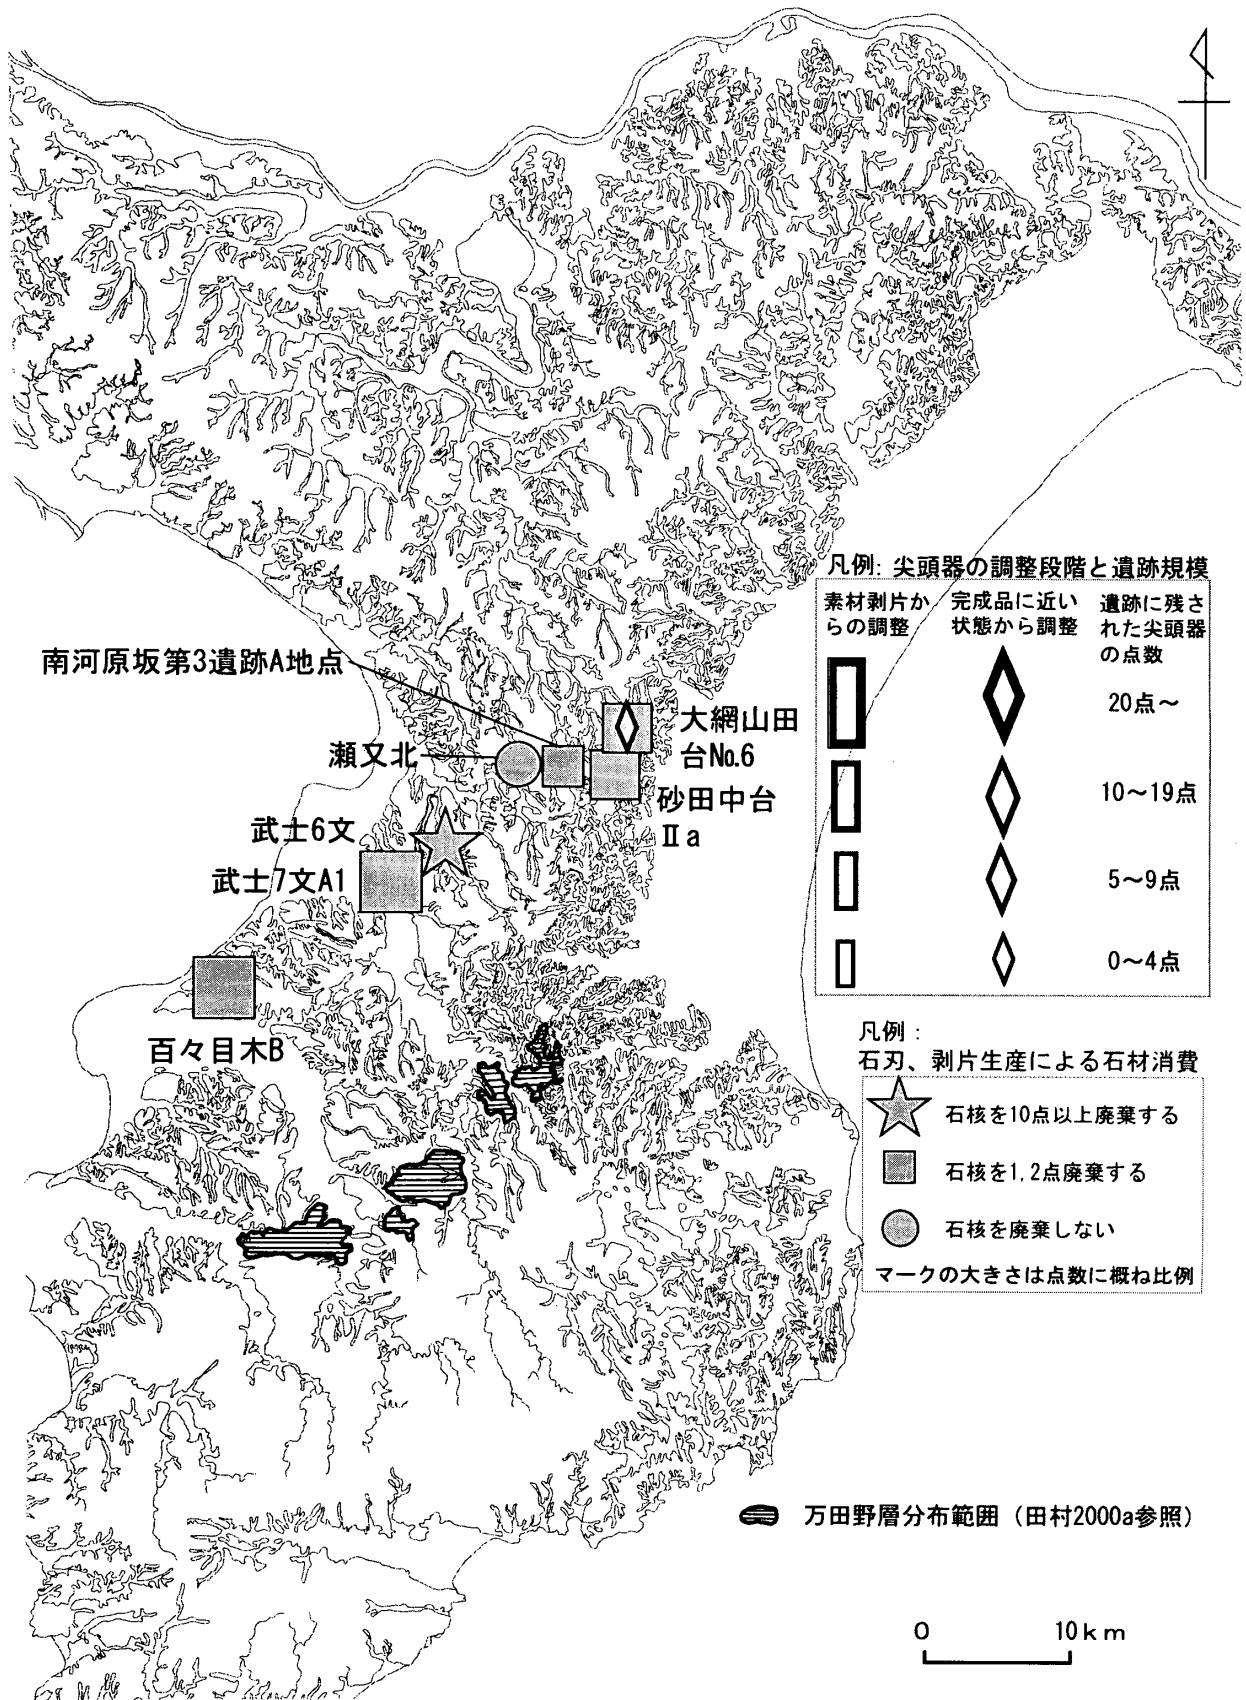 凡例: 尖頭器の調整段階と遺跡規模
素材剥片か
らの調整
完成品に近い
状態から調整
遺跡に残さ
れた尖頭器
の点数
20点～
10～19点
5～9点
0～4点
南河原坂第3遺跡A地点
瀬又北
大網山田
台No.6
砂田中台
Ⅱa
武士6文
武士7文A1
百々目木B
凡例：
石刃、剥片生産による石材消費
石核を10点以上廃棄する
石核を1,2点廃棄する
石核を廃棄しない
マークの大きさは点数に概ね比例
万田野層分布範囲（田村2000a参照）
0 10km